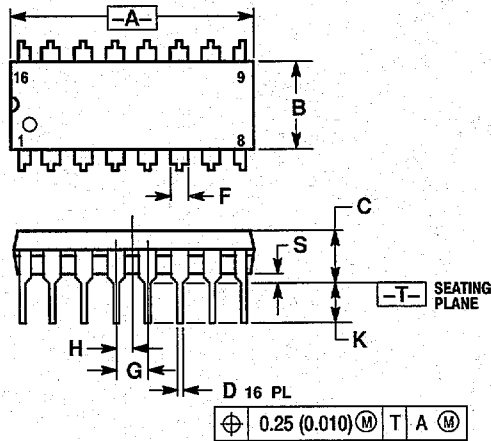 –A–
16 9
B
1 8
F
C
S
–T– SEATING
PLANE
K
H
G
D 16 PL
⌖ 0.25 (0.010) Ⓜ T A Ⓜ